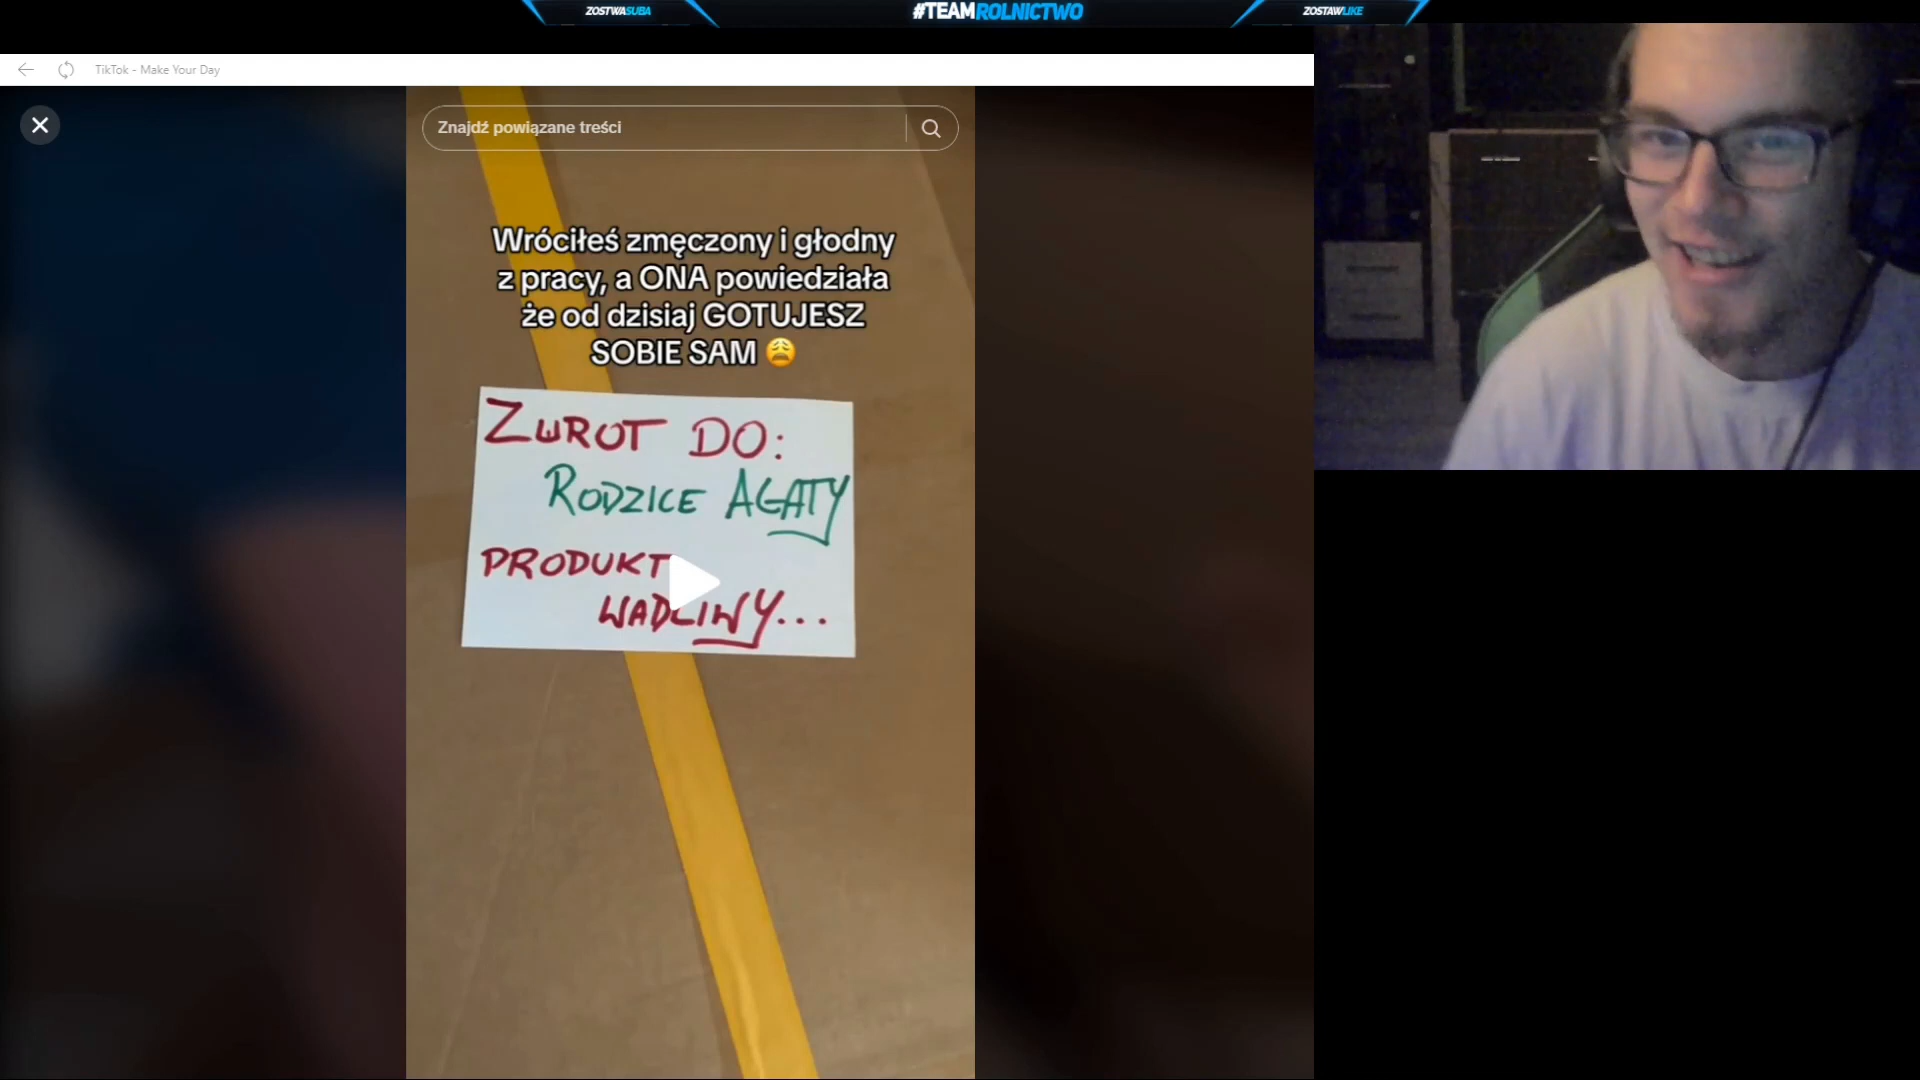 ZOSTWASUBA
#TEAMROLNICTWO
ZOSTAWLIKE
TikTok - Make Your Day
Znajdź powiązane treści
Wróciłeś zmęczony i głodny
z pracy, a ONA powiedziała
że od dzisiaj GOTUJESZ
SOBIE SAM 😩
ZWROT DO:
RODZICE AGATY
PRODUKT
WADLIWY...